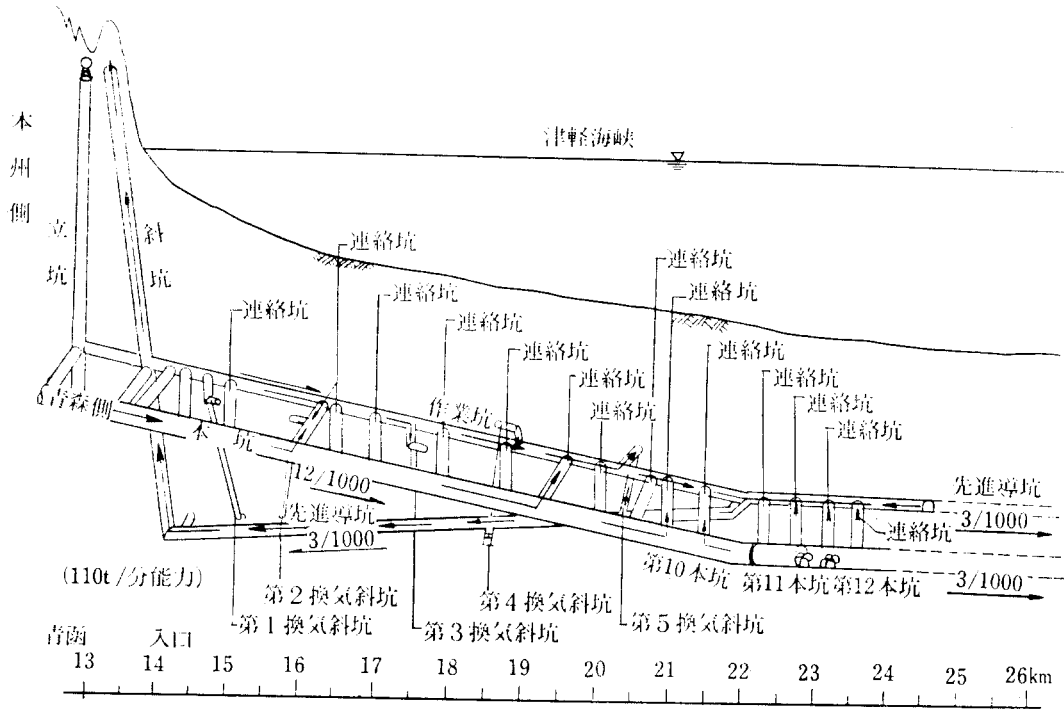 本州側
津軽海峡
立坑
斜坑
連絡坑
連絡坑
連絡坑
連絡坑
連絡坑
連絡坑
連絡坑
連絡坑
連絡坑
連絡坑
連絡坑
連絡坑
連絡坑
連絡坑
作業坑
青森側
本坑
12/1000
先進導坑
3/1000
先進導坑
3/1000
第10本坑
第11本坑
第12本坑
3/1000
(110t/分能力)
第2換気斜坑
第4換気斜坑
第1換気斜坑
第3換気斜坑
第5換気斜坑
青函 入口
13 14 15 16 17 18 19 20 21 22 23 24 25 26km